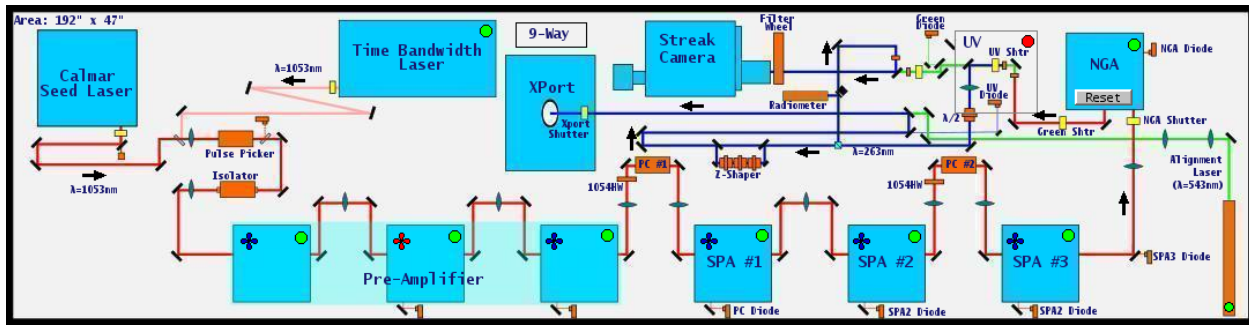 Area: 192" x 47"
Calmar
Seed Laser
λ=1053nm
λ=1053nm
Pulse Picker
Isolator
Time Bandwidth
Laser
9-Way
XPort
Xport
Shutter
Streak
Camera
Filter
Wheel
Radiometer
Green
Diode
UV
UV Shtr
UV
Diode
λ/2
Green Shtr
NGA
Reset
NGA Diode
NGA Shutter
λ=263nm
Z-Shaper
PC #1
1054HW
PC #2
1054HW
Alignment
Laser
(λ=543nm)
Pre-Amplifier
SPA #1
SPA #2
SPA #3
SPA3 Diode
PC Diode
SPA2 Diode
SPA2 Diode